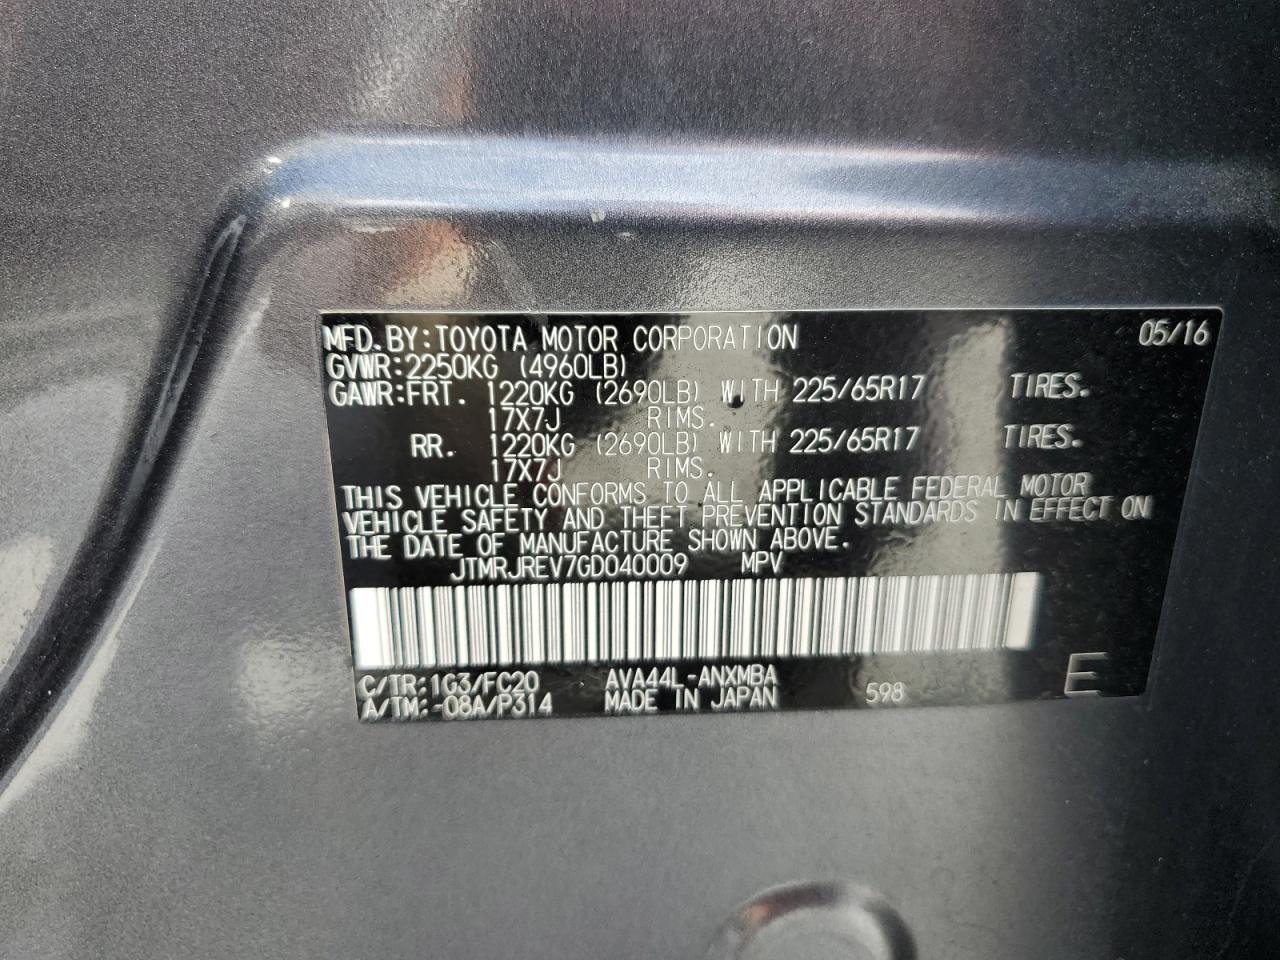 MFD. BY: TOYOTA MOTOR CORPORATION 05/16
GVWR: 2250KG (4960LB)
GAWR: FRT. 1220KG (2690LB) WITH 225/65R17 TIRES.
17X7J RIMS.
RR. 1220KG (2690LB) WITH 225/65R17 TIRES.
17X7J RIMS.
THIS VEHICLE CONFORMS TO ALL APPLICABLE FEDERAL MOTOR
VEHICLE SAFETY AND THEFT PREVENTION STANDARDS IN EFFECT ON
THE DATE OF MANUFACTURE SHOWN ABOVE.
JTMRJREV7GD040009 MPV
C/TR: 1G3/FC20 AVA44L-ANXMBA
A/TM: -08A/P314 MADE IN JAPAN 598 E